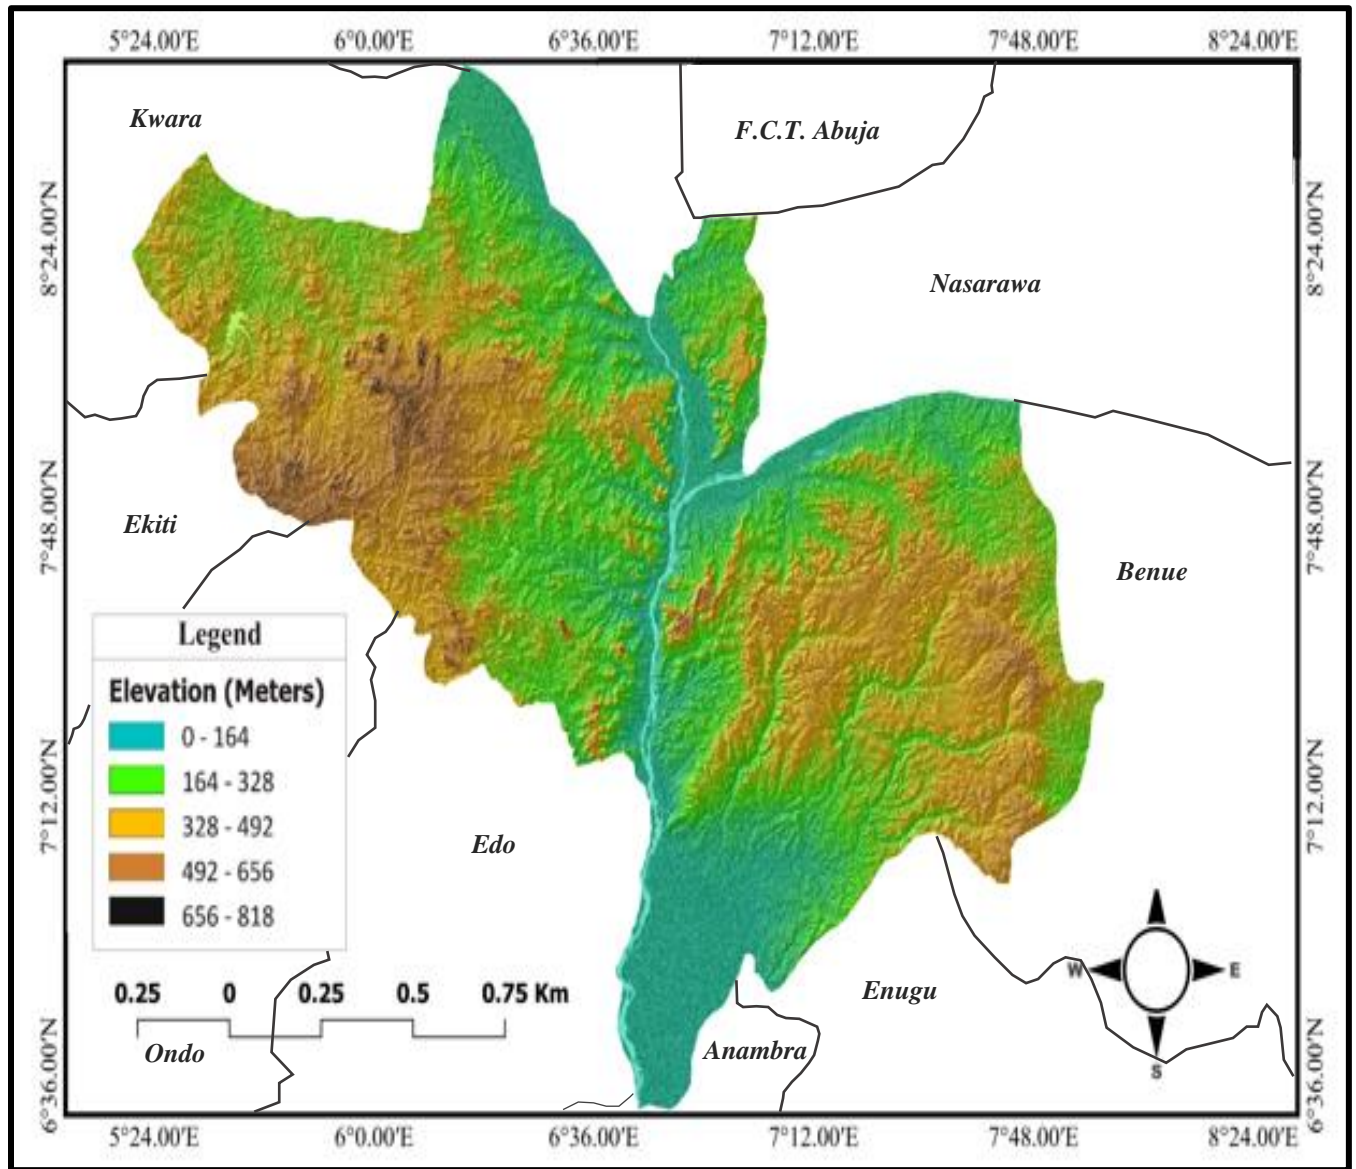 5°24.00'E 6°0.00'E 6°36.00'E 7°12.00'E 7°48.00'E 8°24.00'E
Kwara
F.C.T. Abuja
8°24.00'N
8°24.00'N
Nasarawa
7°48.00'N
7°48.00'N
Ekiti
Benue
Legend
Elevation (Meters)
0 - 164
164 - 328
328 - 492
492 - 656
656 - 818
7°12.00'N
7°12.00'N
Edo
W E
S
Enugu
0.25 0 0.25 0.5 0.75 Km
Ondo
Anambra
6°36.00'N
6°36.00'N
5°24.00'E 6°0.00'E 6°36.00'E 7°12.00'E 7°48.00'E 8°24.00'E